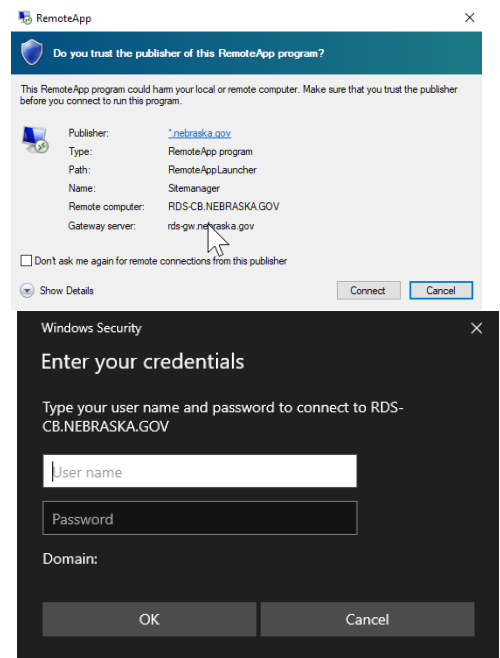 RemoteApp
Do you trust the publisher of this RemoteApp program?
This RemoteApp program could harm your local or remote computer. Make sure that you trust the publisher
before you connect to run this program.
Publisher: *.nebraska.gov
Type: RemoteApp program
Path: RemoteAppLauncher
Name: Sitemanager
Remote computer: RDS-CB.NEBRASKA.GOV
Gateway server: rds-gw.nebraska.gov
Don't ask me again for remote connections from this publisher
Show Details Connect Cancel
Windows Security
Enter your credentials
Type your user name and password to connect to RDS-
CB.NEBRASKA.GOV
User name
Password
Domain:
OK Cancel